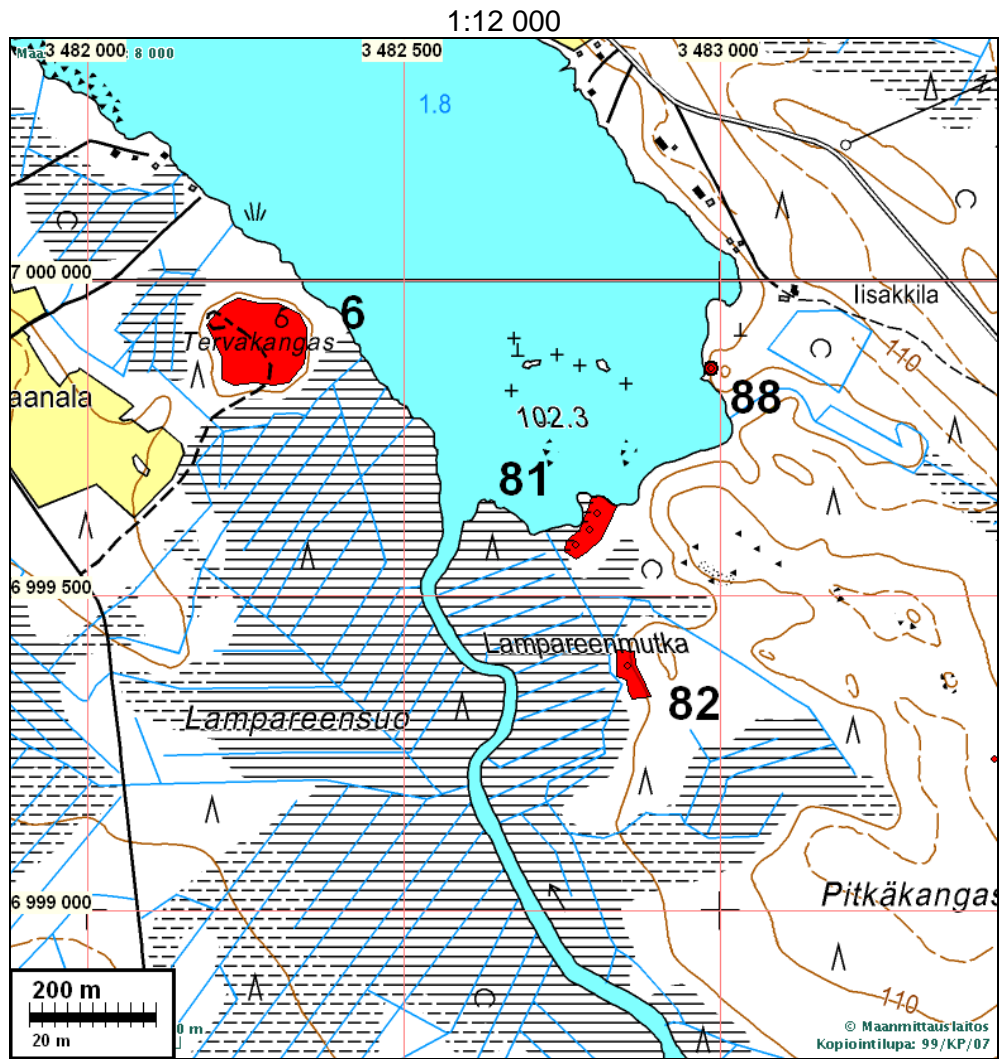 1:12 000
3 482 000
: 8 000
3 482 500
3 483 000
1.8
7 000 000
Iisakkila
6
6
Tervakangas
110
aanala
88
102.3
81
6 999 500
Lampareenmutka
82
Lampareensuo
Pitkäkangas
6 999 000
110
200 m
20 m
0 m
© Maanmittauslaitos
Kopiointilupa: 99/KP/07